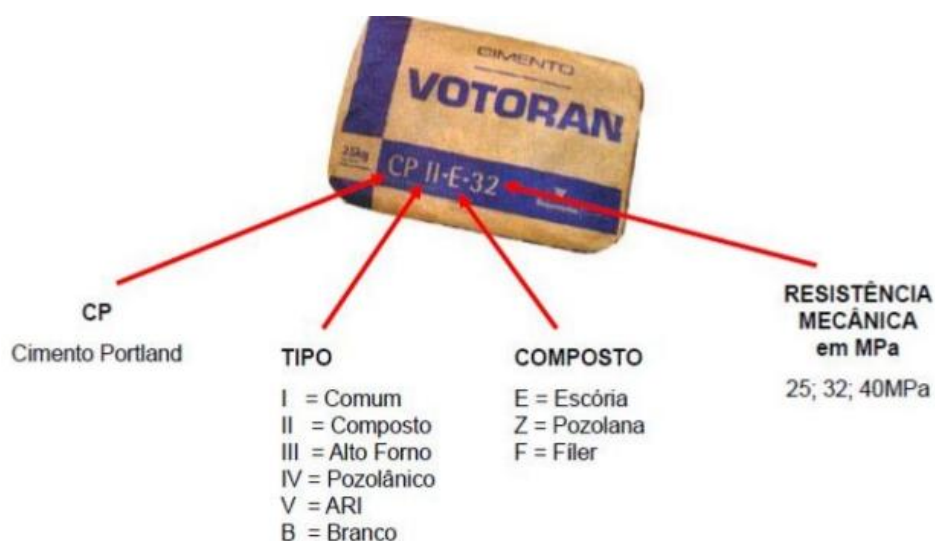 CIMENTO
VOTORAN
25kg
CP II-E-32
CP
Cimento Portland
TIPO
I = Comum
II = Composto
III = Alto Forno
IV = Pozolânico
V = ARI
B = Branco
COMPOSTO
E = Escória
Z = Pozolana
F = Fíler
RESISTÊNCIA
MECÂNICA
em MPa
25; 32; 40MPa